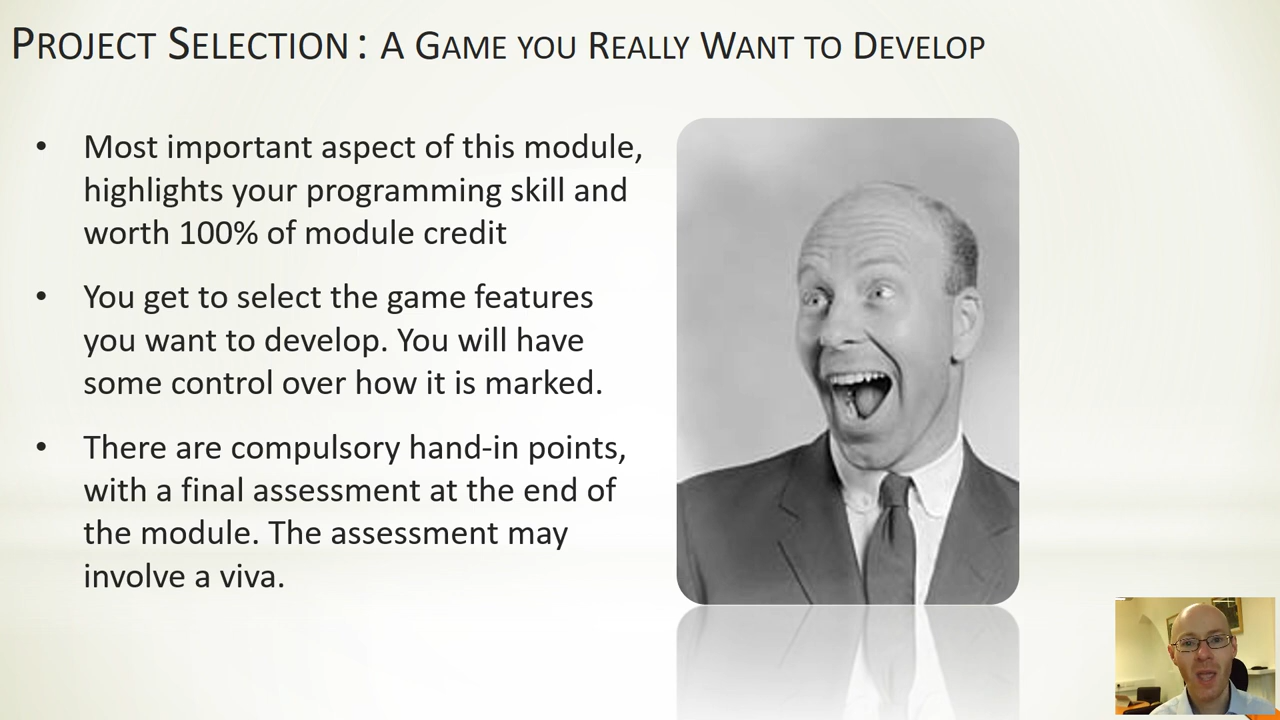 Project Selection : A Game you Really Want to Develop
• Most important aspect of this module,
highlights your programming skill and
worth 100% of module credit
• You get to select the game features
you want to develop. You will have
some control over how it is marked.
• There are compulsory hand-in points,
with a final assessment at the end of
the module. The assessment may
involve a viva.